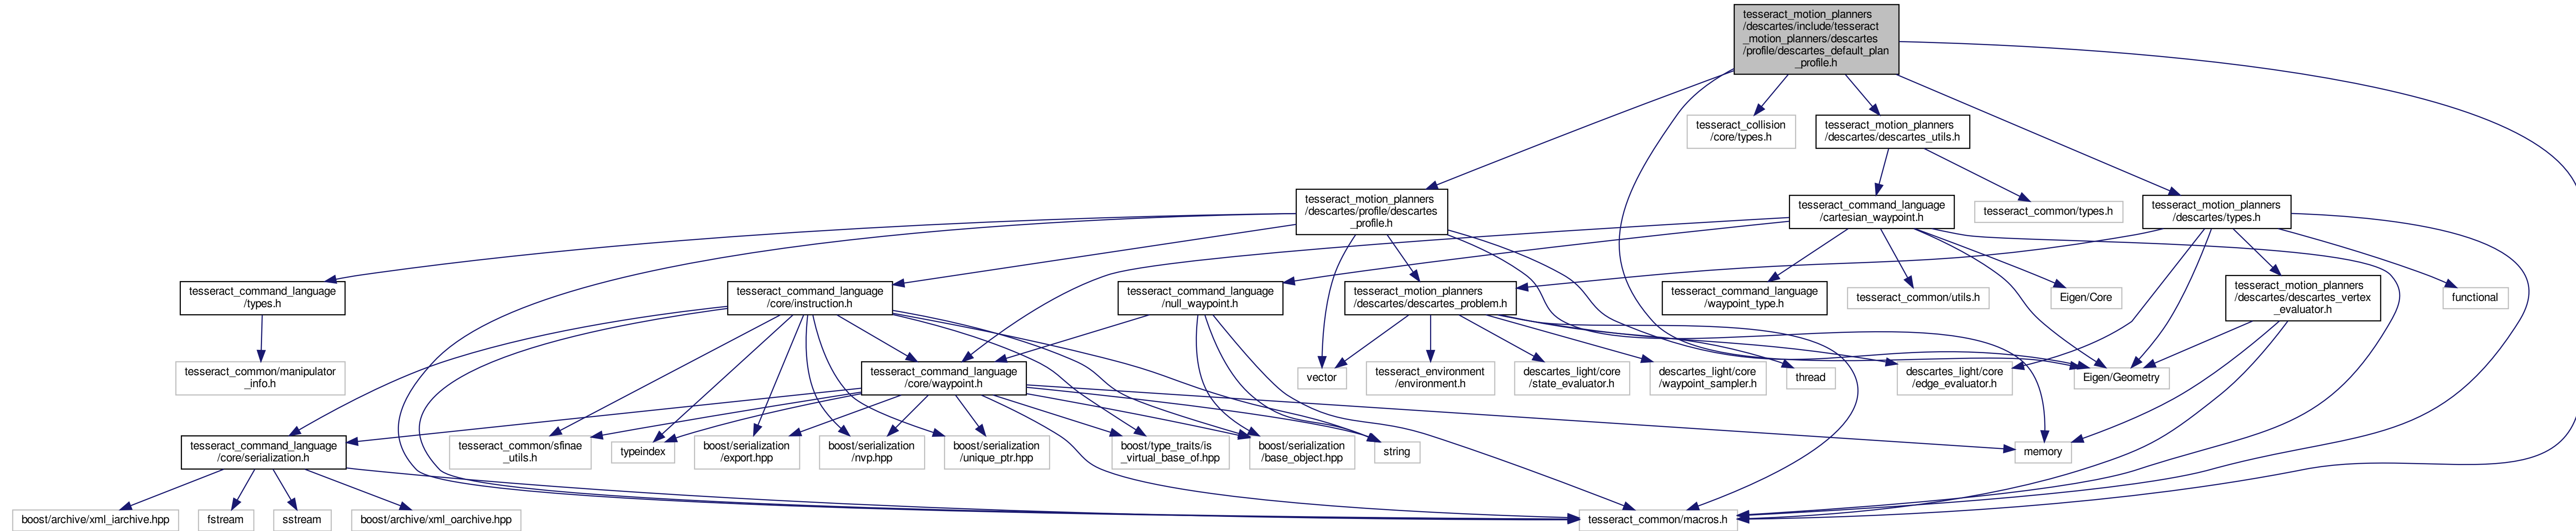 tesseract_motion_planners
/descartes/include/tesseract
_motion_planners/descartes
/profile/descartes_default_plan
_profile.h
tesseract_collision
/core/types.h
tesseract_motion_planners
/descartes/descartes_utils.h
tesseract_motion_planners
/descartes/profile/descartes
_profile.h
tesseract_command_language
/cartesian_waypoint.h
tesseract_common/types.h
tesseract_motion_planners
/descartes/types.h
tesseract_command_language
/types.h
tesseract_command_language
/core/instruction.h
tesseract_command_language
/null_waypoint.h
tesseract_motion_planners
/descartes/descartes_problem.h
tesseract_command_language
/waypoint_type.h
tesseract_common/utils.h
Eigen/Core
tesseract_motion_planners
/descartes/descartes_vertex
_evaluator.h
functional
tesseract_common/manipulator
_info.h
tesseract_command_language
/core/waypoint.h
vector
tesseract_environment
/environment.h
descartes_light/core
/state_evaluator.h
descartes_light/core
/waypoint_sampler.h
thread
descartes_light/core
/edge_evaluator.h
Eigen/Geometry
tesseract_command_language
/core/serialization.h
tesseract_common/sfinae
_utils.h
typeindex
boost/serialization
/export.hpp
boost/serialization
/nvp.hpp
boost/serialization
/unique_ptr.hpp
boost/type_traits/is
_virtual_base_of.hpp
boost/serialization
/base_object.hpp
string
memory
boost/archive/xml_iarchive.hpp
fstream
sstream
boost/archive/xml_oarchive.hpp
tesseract_common/macros.h